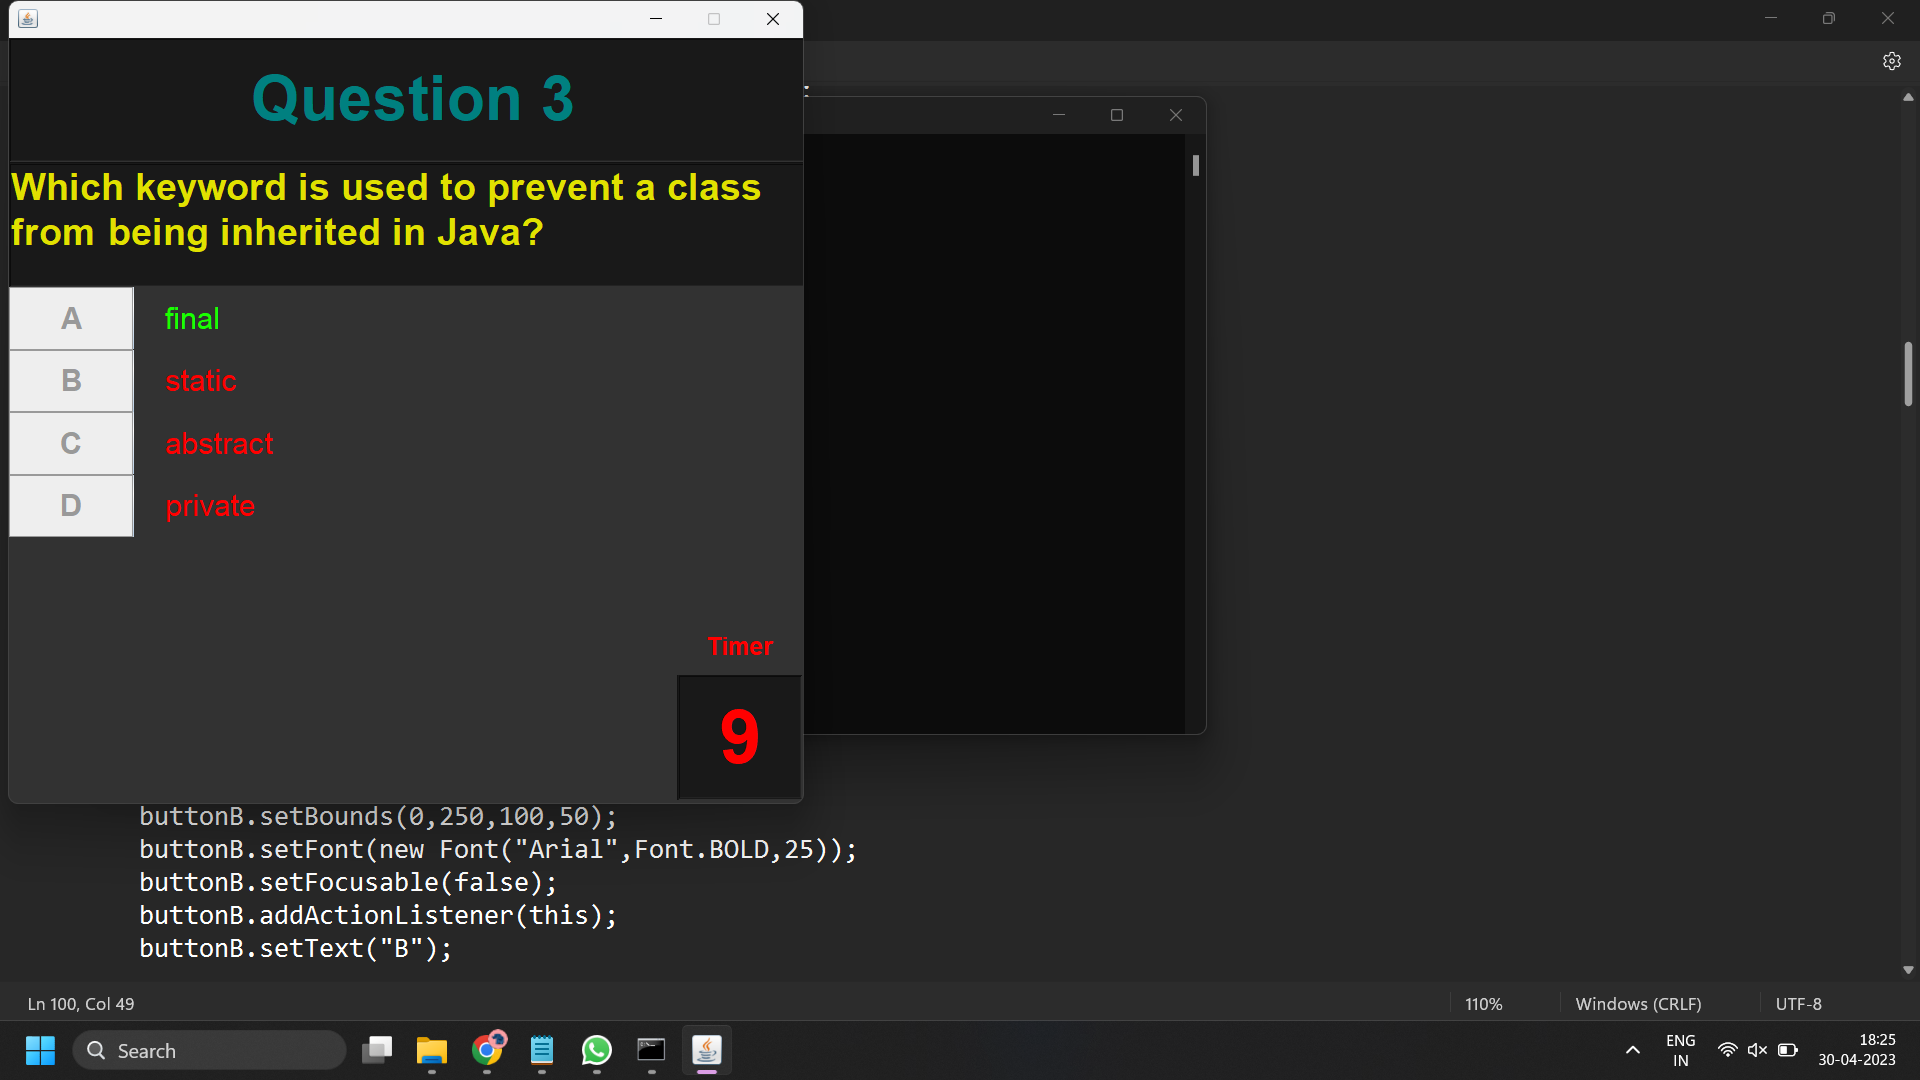 Question 3
Which keyword is used to prevent a class
from being inherited in Java?
A final
B static
C abstract
D private
Timer
9
buttonB.setBounds(0,250,100,50);
buttonB.setFont(new Font("Arial",Font.BOLD,25));
buttonB.setFocusable(false);
buttonB.addActionListener(this);
buttonB.setText("B");
Ln 100, Col 49
110%
Windows (CRLF)
UTF-8
Search
ENG
IN
18:25
30-04-2023